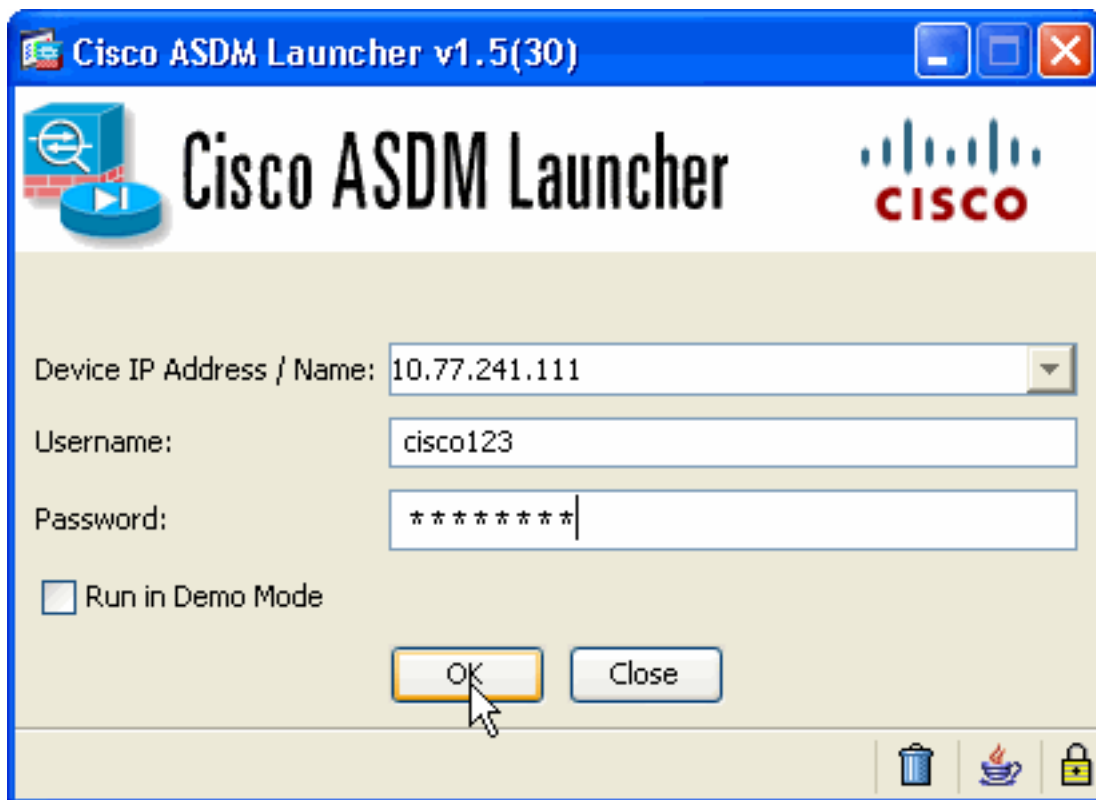 Cisco ASDM Launcher v1.5(30)
Cisco ASDM Launcher
CISCO
Device IP Address / Name: 10.77.241.111
Username: cisco123
Password: ********
Run in Demo Mode
OK Close